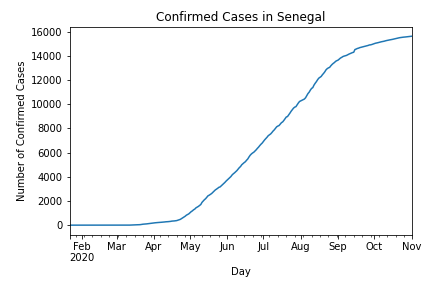 Confirmed Cases in Senegal
Number of Confirmed Cases
16000
14000
12000
10000
8000
6000
4000
2000
0
Feb Mar Apr May Jun Jul Aug Sep Oct Nov
2020
Day